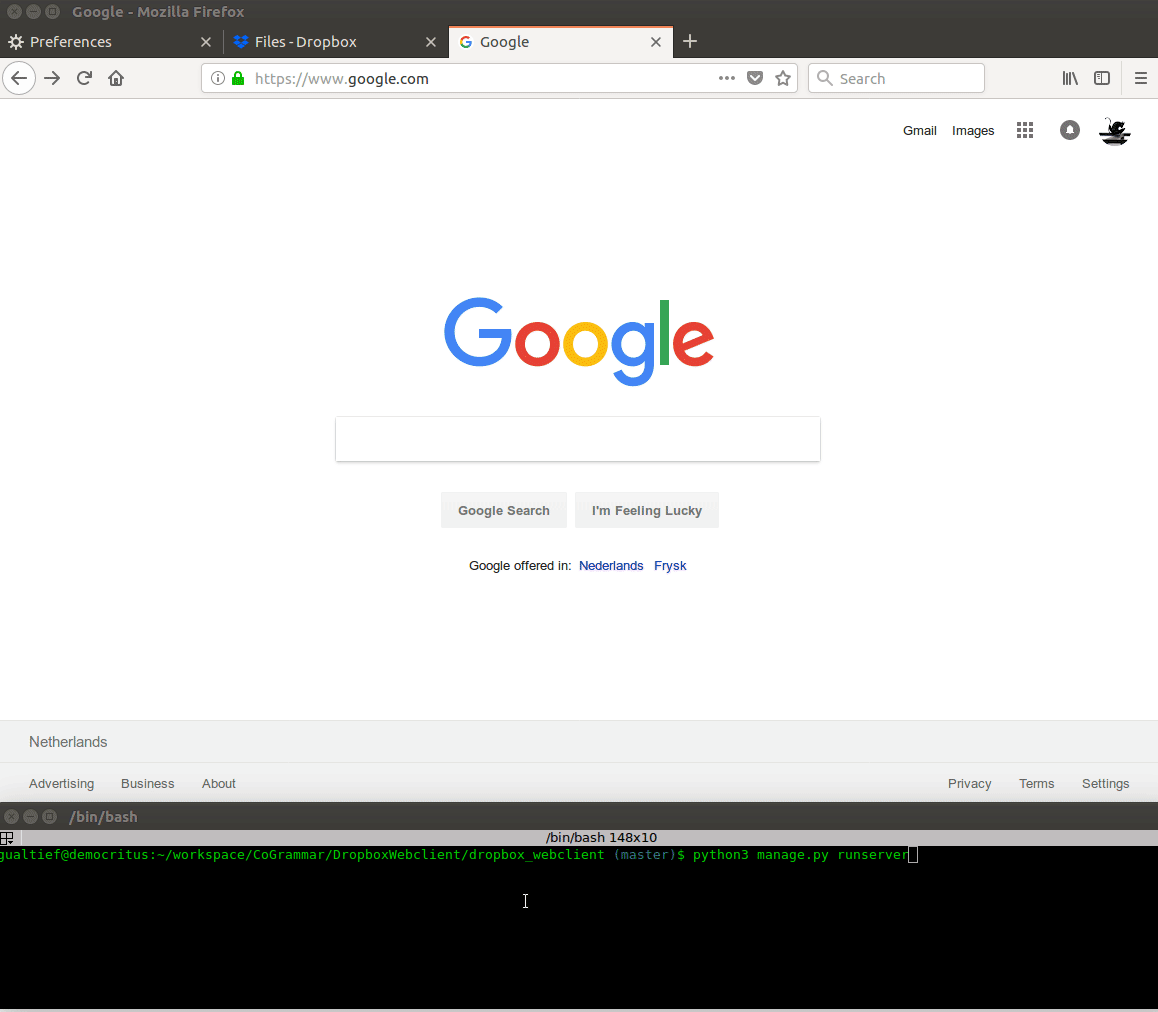 Google - Mozilla Firefox
Preferences
Files - Dropbox
Google
https://www.google.com
Search
Gmail Images
Google
Google Search
I'm Feeling Lucky
Google offered in: Nederlands Frysk
Netherlands
Advertising Business About
Privacy Terms Settings
/bin/bash
/bin/bash 148x10
gualtief@democritus:~/workspace/CoGrammar/DropboxWebclient/dropbox_webclient (master)$ python3 manage.py runserver